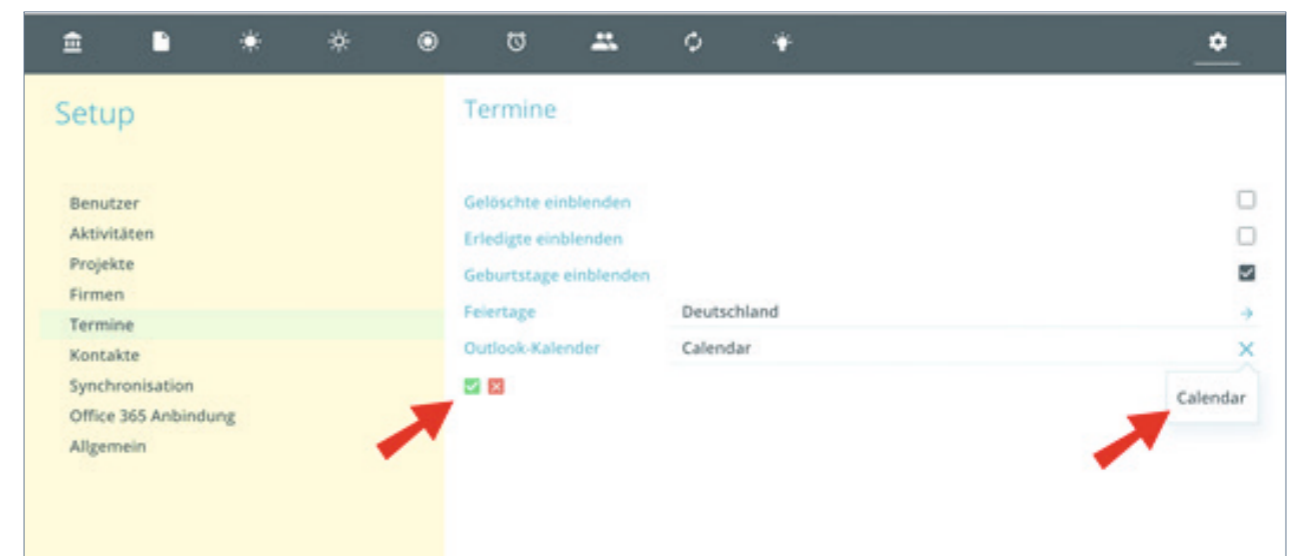 Setup
Benutzer
Aktivitäten
Projekte
Firmen
Termine
Kontakte
Synchronisation
Office 365 Anbindung
Allgemein
Termine
Gelöschte einblenden
Erledigte einblenden
Geburtstage einblenden
Feiertage Deutschland
Outlook-Kalender Calendar
Calendar